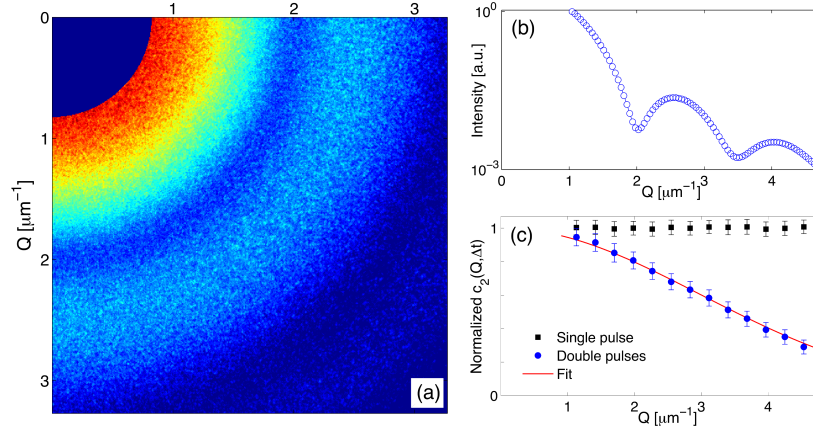 0 1 2 3
Q [μm⁻¹]
1
2
3
(a)
(b)
Intensity [a.u.]
10⁰
10⁻³
0 1 2 3 4
Q [μm⁻¹]
(c)
Normalized c₂(Q,Δt)
1
0
Single pulse
Double pulses
Fit
1 2 3 4
Q [μm⁻¹]